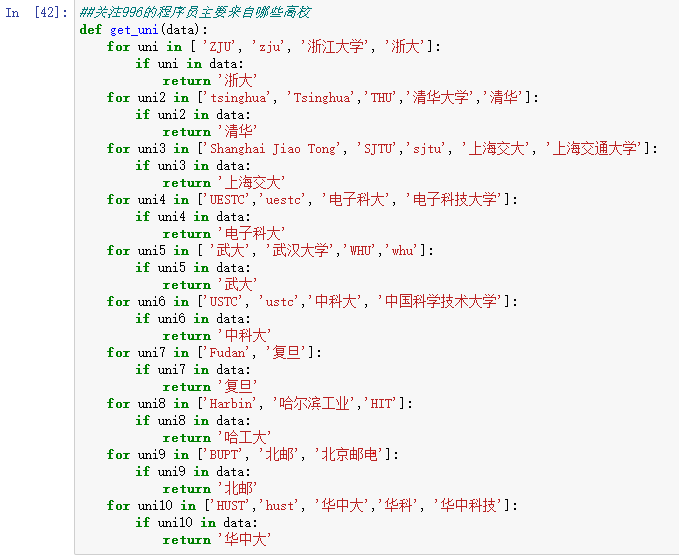 In [42]: ##关注996的程序员主要来自哪些高校
def get_uni(data):
    for uni in [ 'ZJU', 'zju', '浙江大学', '浙大']:
        if uni in data:
            return '浙大'
    for uni2 in ['tsinghua', 'Tsinghua','THU','清华大学','清华']:
        if uni2 in data:
            return '清华'
    for uni3 in ['Shanghai Jiao Tong', 'SJTU','sjtu', '上海交大', '上海交通大学']:
        if uni3 in data:
            return '上海交大'
    for uni4 in ['UESTC','uestc', '电子科大', '电子科技大学']:
        if uni4 in data:
            return '电子科大'
    for uni5 in [ '武大', '武汉大学','WHU','whu']:
        if uni5 in data:
            return '武大'
    for uni6 in ['USTC', 'ustc','中科大', '中国科学技术大学']:
        if uni6 in data:
            return '中科大'
    for uni7 in ['Fudan', '复旦']:
        if uni7 in data:
            return '复旦'
    for uni8 in ['Harbin', '哈尔滨工业','HIT']:
        if uni8 in data:
            return '哈工大'
    for uni9 in ['BUPT', '北邮', '北京邮电']:
        if uni9 in data:
            return '北邮'
    for uni10 in ['HUST','hust', '华中大','华科', '华中科技']:
        if uni10 in data:
            return '华中大'